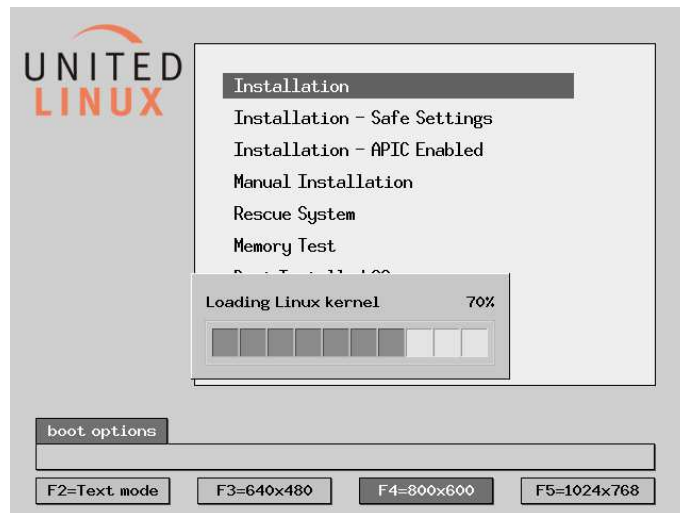 UNITED
LINUX
Installation
Installation - Safe Settings
Installation - APIC Enabled
Manual Installation
Rescue System
Memory Test
Loading Linux kernel 70%
boot options
F2=Text mode F3=640x480 F4=800x600 F5=1024x768